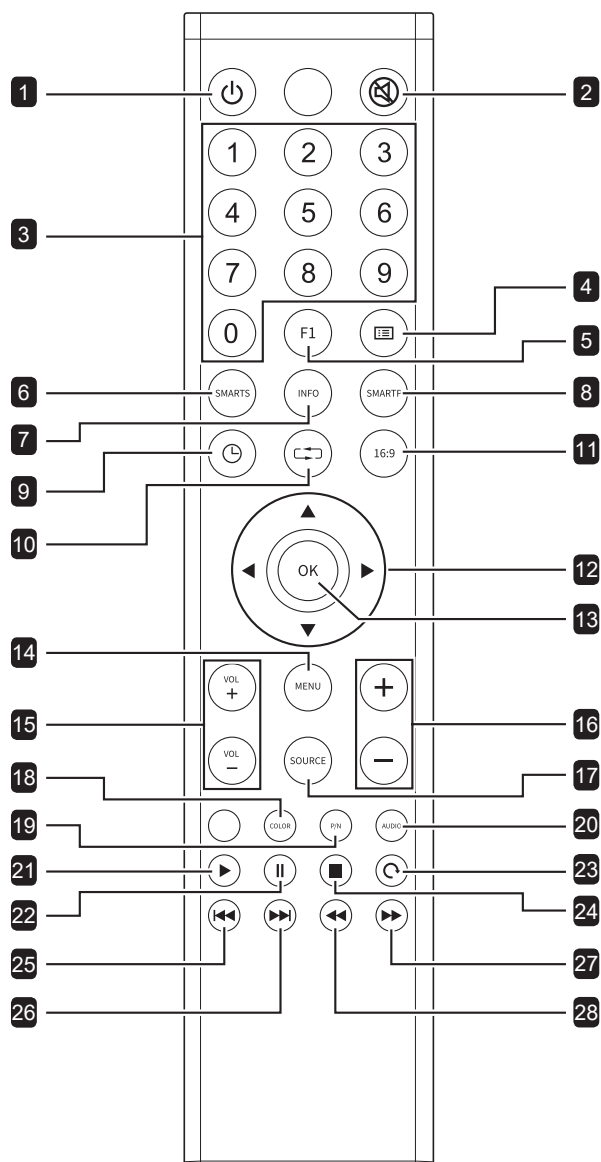 1 2
1 2 3
3 4 5 6
7 8 9
4
0 F1
5
6 SMARTS INFO SMARTF 8
7
16:9 11
9
10
OK 12
13
14
VOL + MENU +
15 16
VOL − SOURCE −
18 17
COLOR P/N AUDIO
19 20
21 23
22 24
25 27
26 28